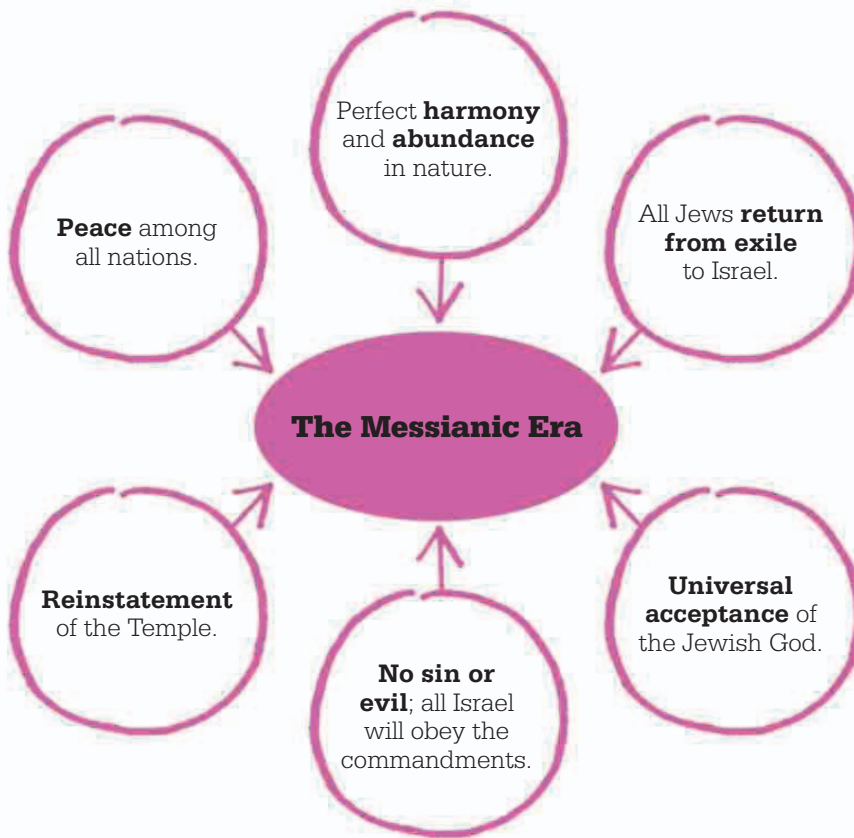 Perfect harmony
and abundance
in nature.
Peace among
all nations.
All Jews return
from exile
to Israel.
The Messianic Era
Reinstatement
of the Temple.
No sin or
evil; all Israel
will obey the
commandments.
Universal
acceptance of
the Jewish God.